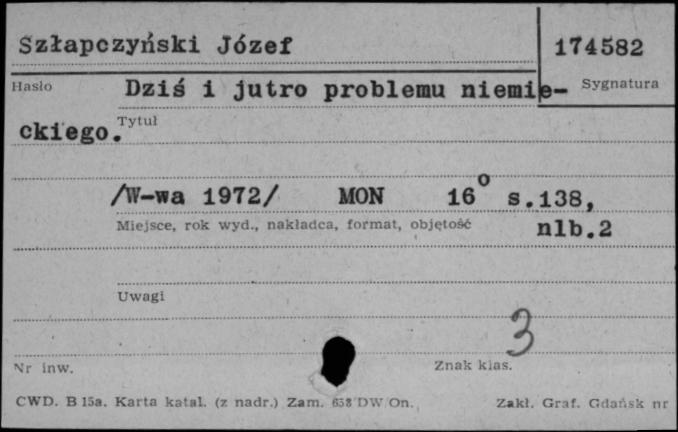 Szłapczyński Józef
174582
Hasło
Sygnatura
Dziś i jutro problemu niemie-
Tytuł
ckiego.
/W-wa 1972/ MON 16° s.138,
Miejsce, rok wyd., nakładca, format, objętość
nlb.2
Uwagi
3
Nr inw.
Znak klas.
CWD. B 15a. Karta katal. (z nadr.) Zam. 658 DW/On.
Zakł. Graf. Gdańsk nr